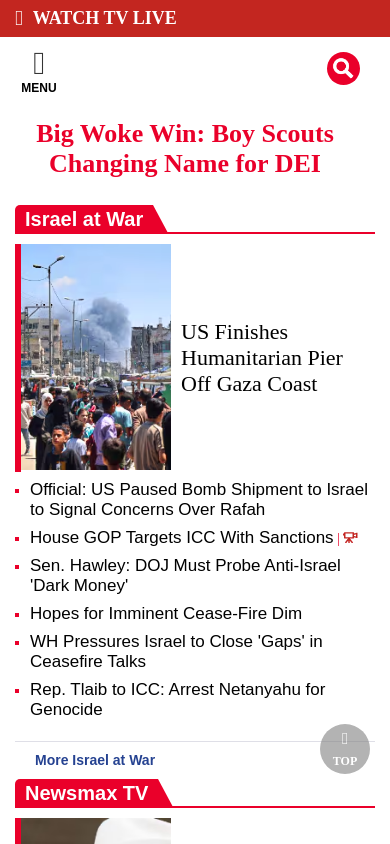 WATCH TV LIVE
MENU
Big Woke Win: Boy Scouts
Changing Name for DEI
Israel at War
US Finishes
Humanitarian Pier
Off Gaza Coast
Official: US Paused Bomb Shipment to Israel
to Signal Concerns Over Rafah
House GOP Targets ICC With Sanctions |
Sen. Hawley: DOJ Must Probe Anti-Israel
'Dark Money'
Hopes for Imminent Cease-Fire Dim
WH Pressures Israel to Close 'Gaps' in
Ceasefire Talks
Rep. Tlaib to ICC: Arrest Netanyahu for
Genocide
TOP
More Israel at War
Newsmax TV